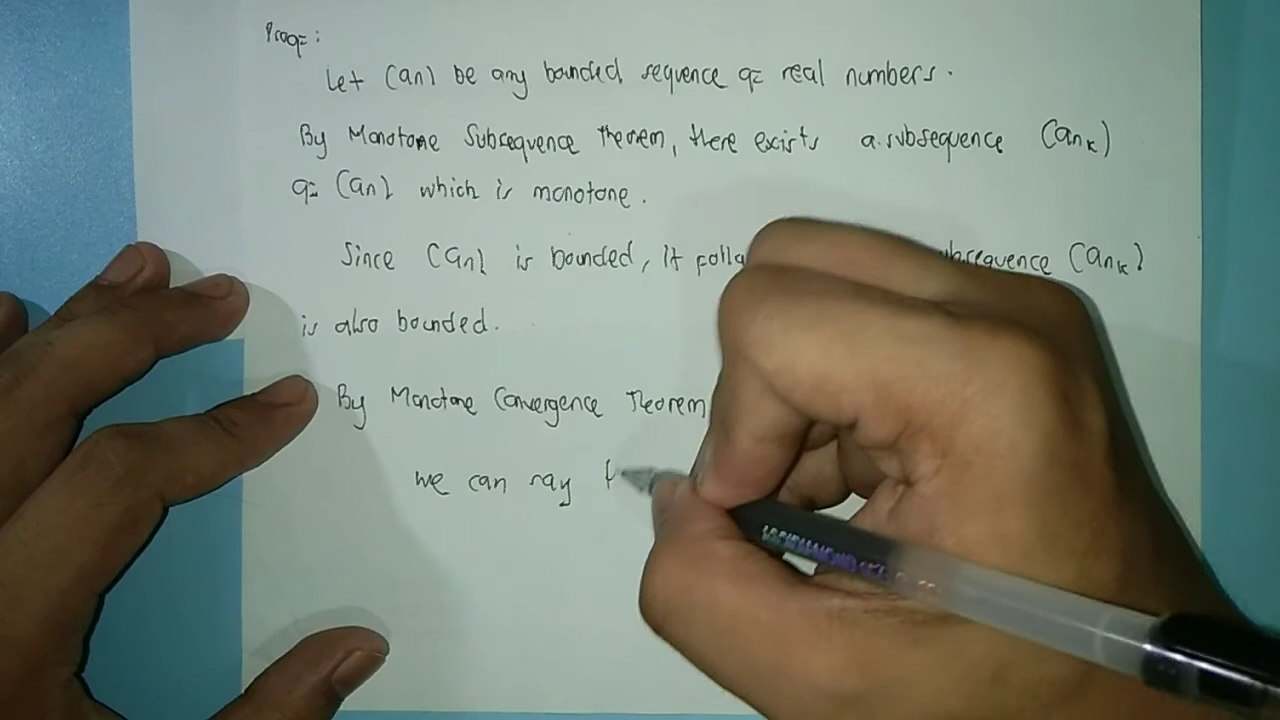 Proof:
Let (an) be any bounded sequence of real numbers.
By Monotone Subsequence Theorem, there exists a subsequence (ank)
of (an) which is monotone.
Since (an) is bounded, it subsequence (ank)
is also bounded.
By Monotone Convergence Theorem
we can say